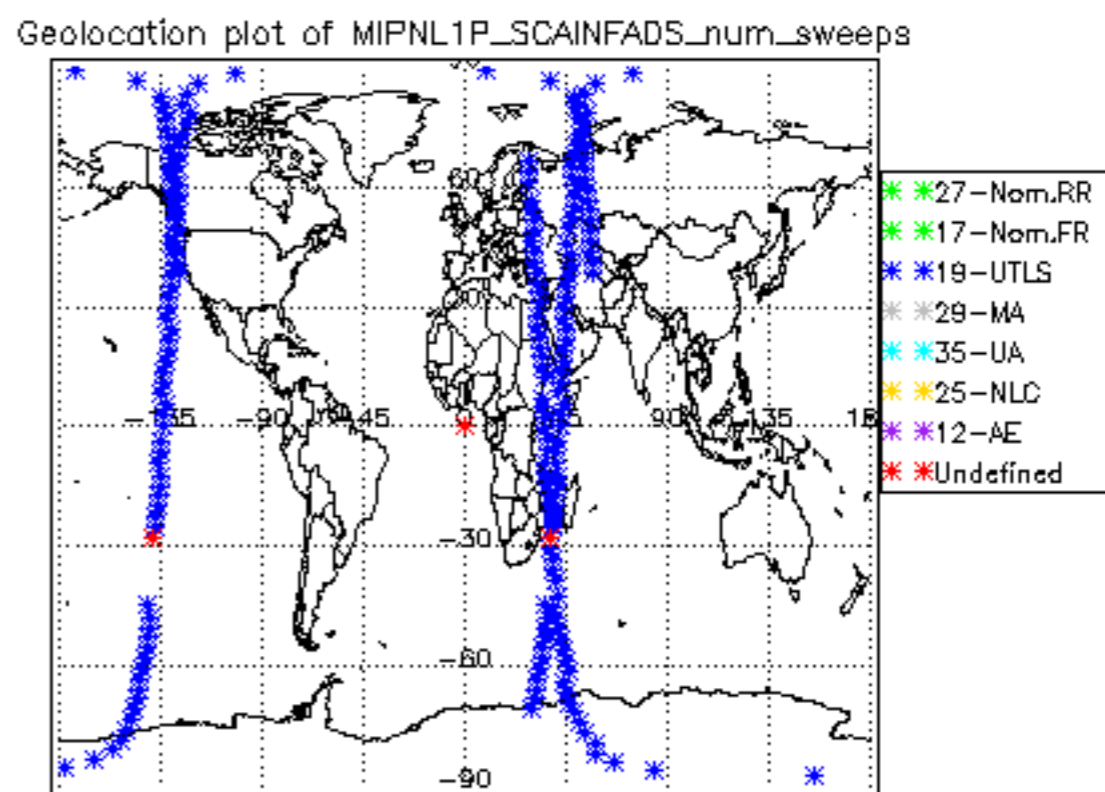 Geolocation plot of MIPNL1P_SCAINFADS_num_sweeps
60
-90
-45
90
135
-30
-60
-90
27-Nom.RR
17-Nom.FR
19-UTLS
29-MA
35-UA
25-NLC
12-AE
Undefined